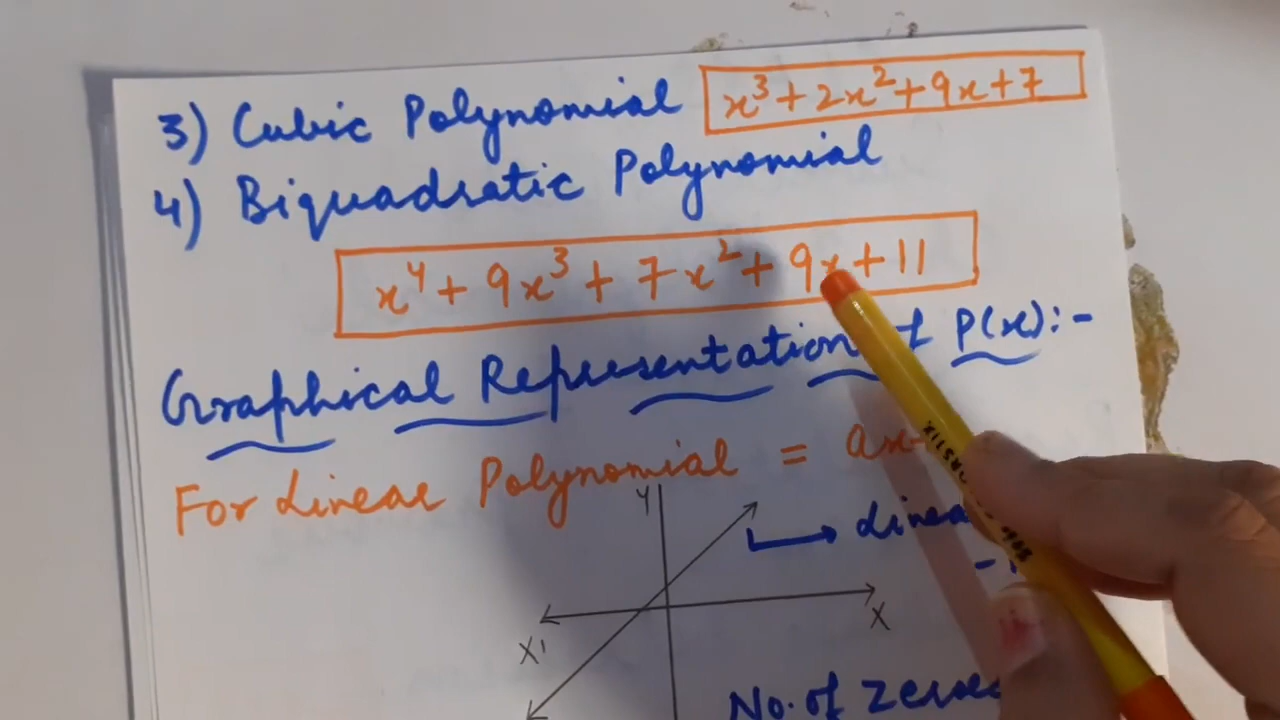 3) Cubic Polynomial x³+2x²+9x+7
4) Biquadratic Polynomial
x⁴+9x³+7x²+9x+11
Graphical Representation of P(x):-
For Linear Polynomial = ax
Y
X
X'
No. of zeroes